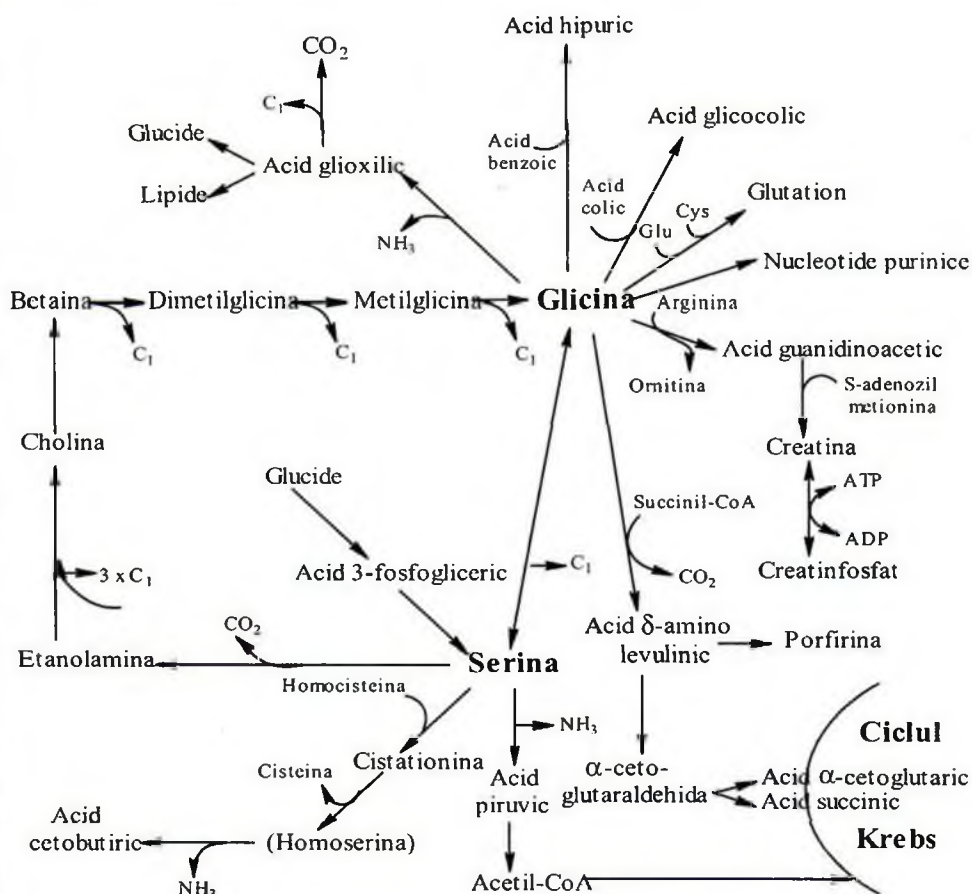 Acid hipuric
CO₂
C₁
Glucide
Acid glioxilic
Lipide
NH₃
Acid
benzoic
Acid glicocolic
Acid
colic
Glu
Cys
Glutation
Nucleotide purinice
Betaina
Dimetilglicina
Metilglicina
Glicina
C₁
C₁
C₁
Arginina
Acid guanidinoacetic
Ornitina
S-adenozil
metionina
Creatina
ATP
ADP
Creatinfosfat
Cholina
Glucide
Succinil-CoA
Acid 3-fosfogliceric
C₁
CO₂
3 x C₁
Acid δ-amino
levulinic
Porfirina
CO₂
Etanolamina
Serina
Homocisteina
NH₃
Cistationina
Cisteina
Acid
piruvic
α-ceto-
glutaraldehida
Ciclul
Acid α-cetoglutaric
Acid succinic
Krebs
Acid
cetobutiric
(Homoserina)
NH₃
Acetil-CoA